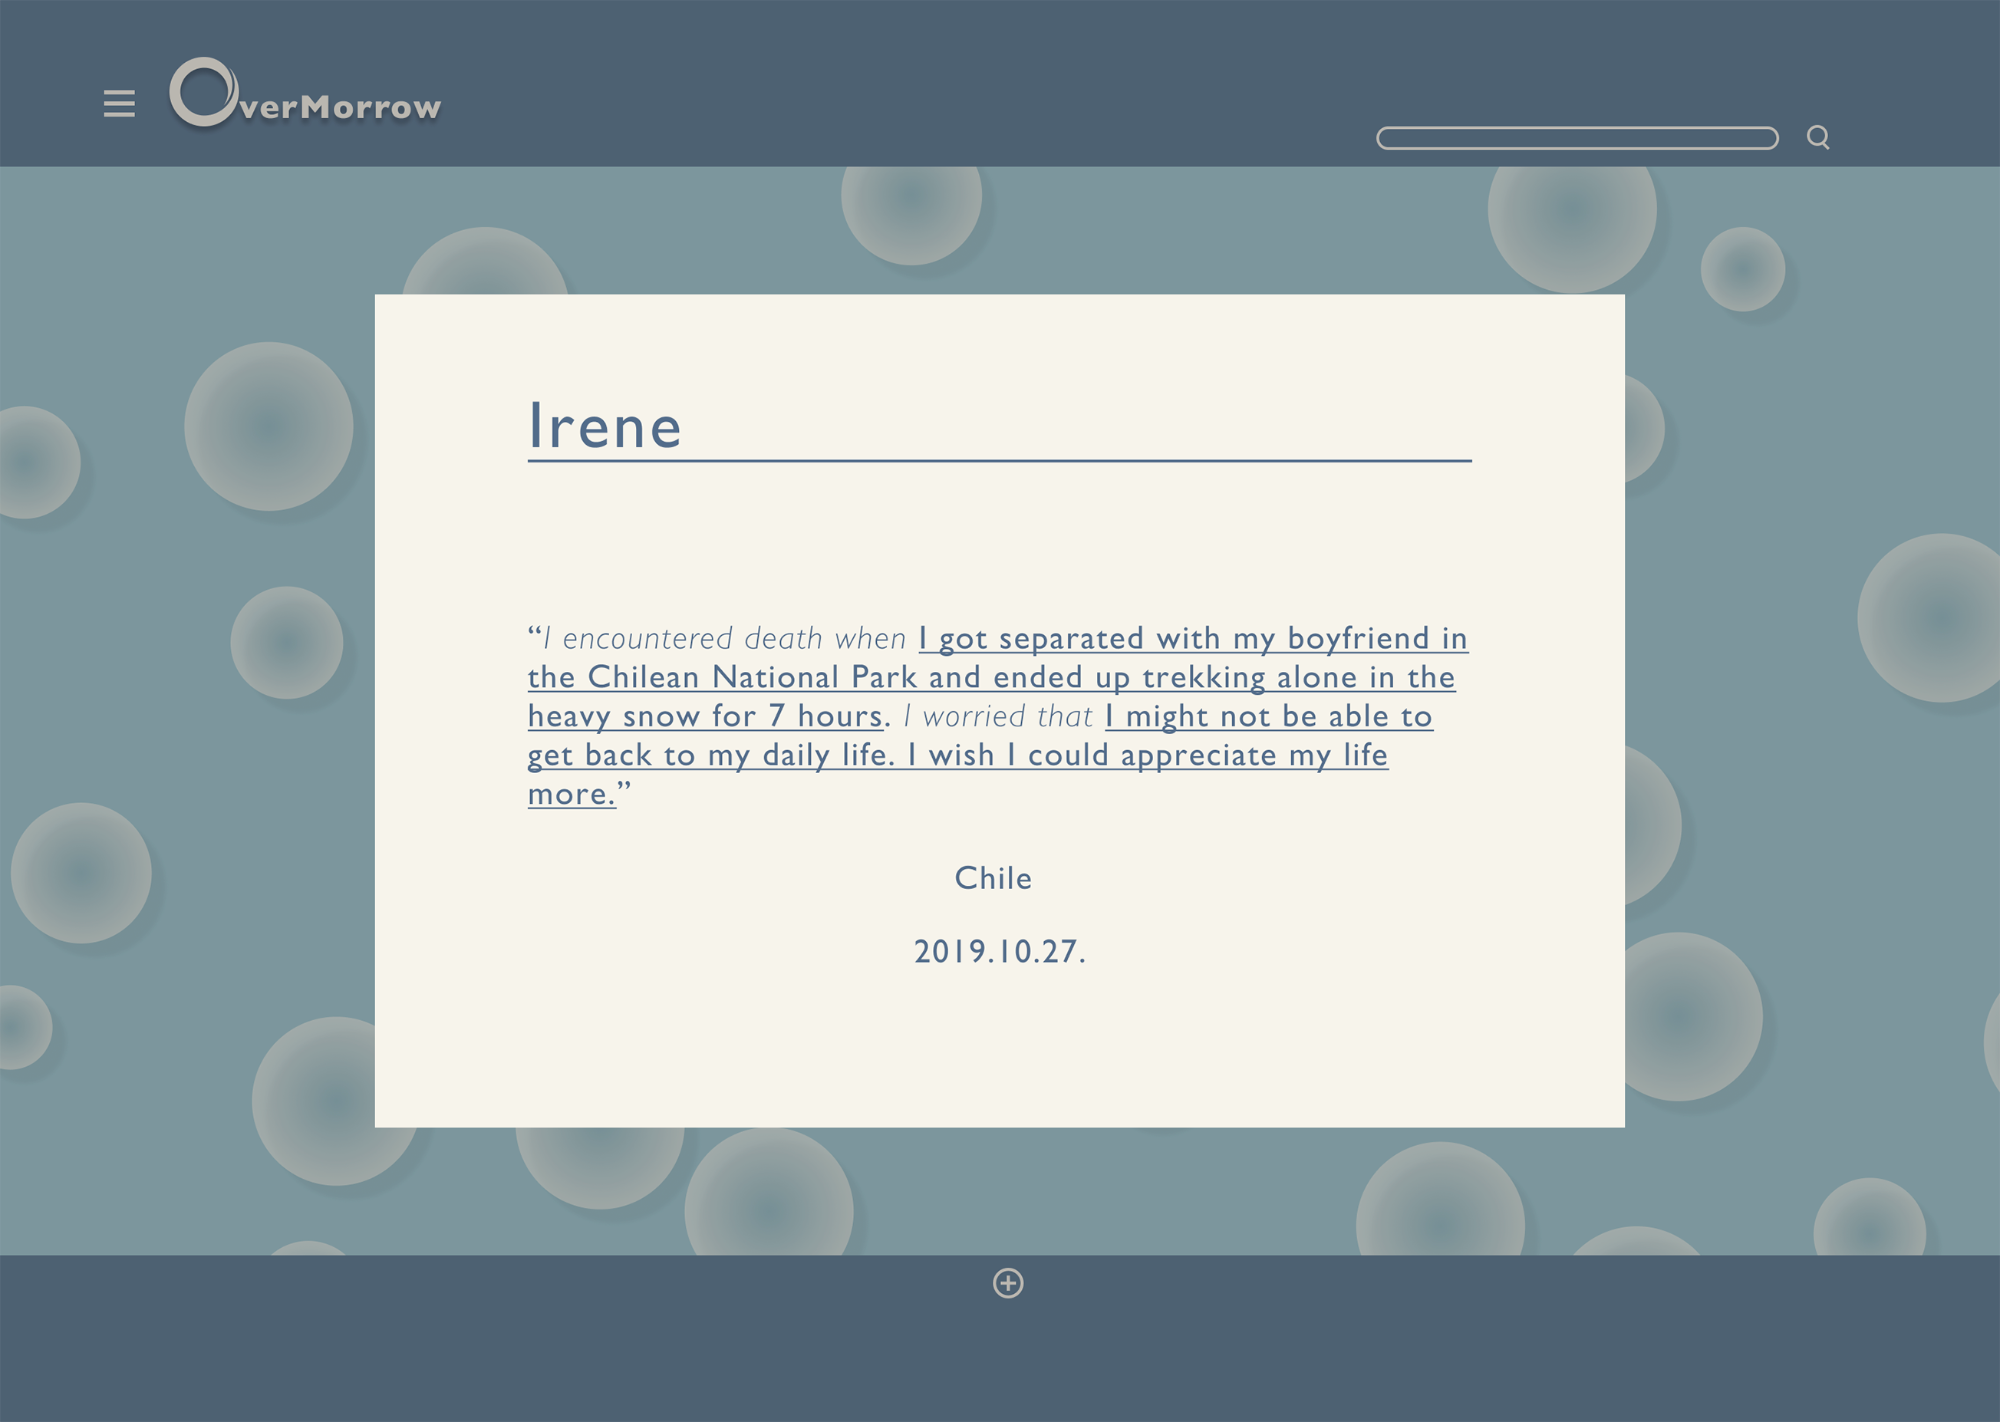 OverMorrow
Irene
“I encountered death when I got separated with my boyfriend in
the Chilean National Park and ended up trekking alone in the
heavy snow for 7 hours. I worried that I might not be able to
get back to my daily life. I wish I could appreciate my life
more.”
Chile
2019.10.27.